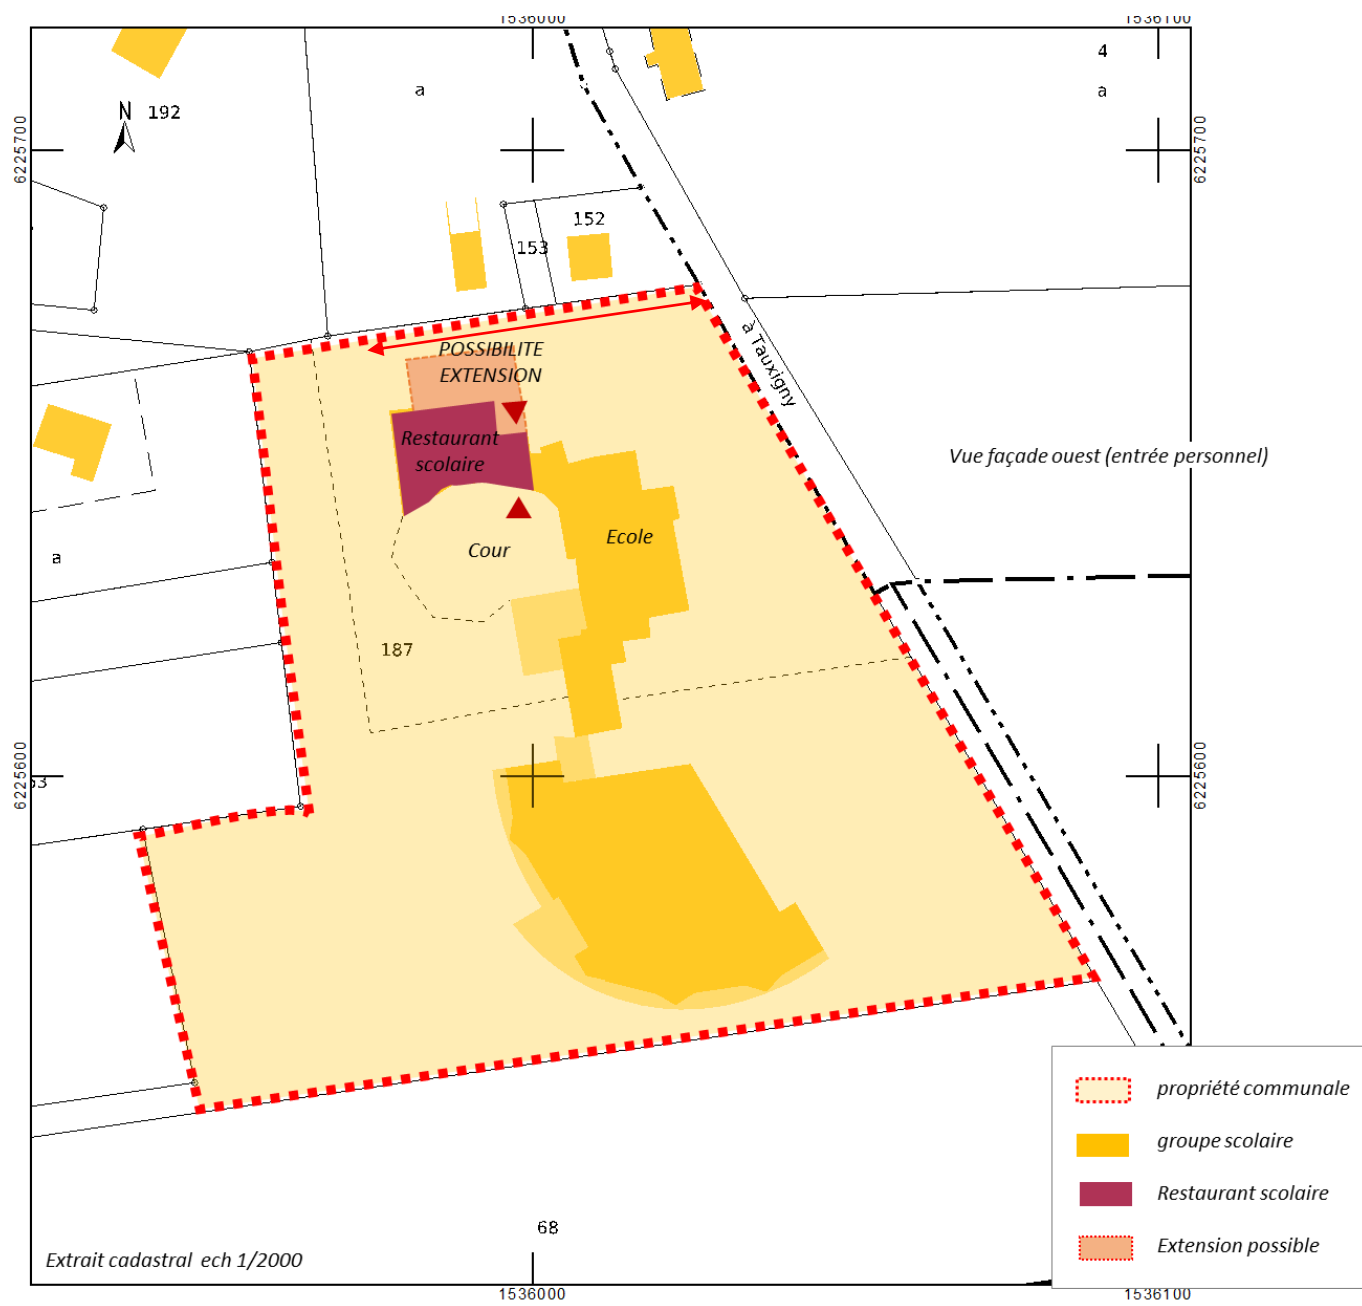 1536000
1536100
4
a
a
N
192
6225700
6225700
152
153
à Tauxigny
POSSIBILITE
EXTENSION
Restaurant
scolaire
Vue façade ouest (entrée personnel)
Ecole
Cour
a
187
6225600
6225600
53
propriété communale
groupe scolaire
Restaurant scolaire
Extension possible
68
Extrait cadastral ech 1/2000
1536000
1536100